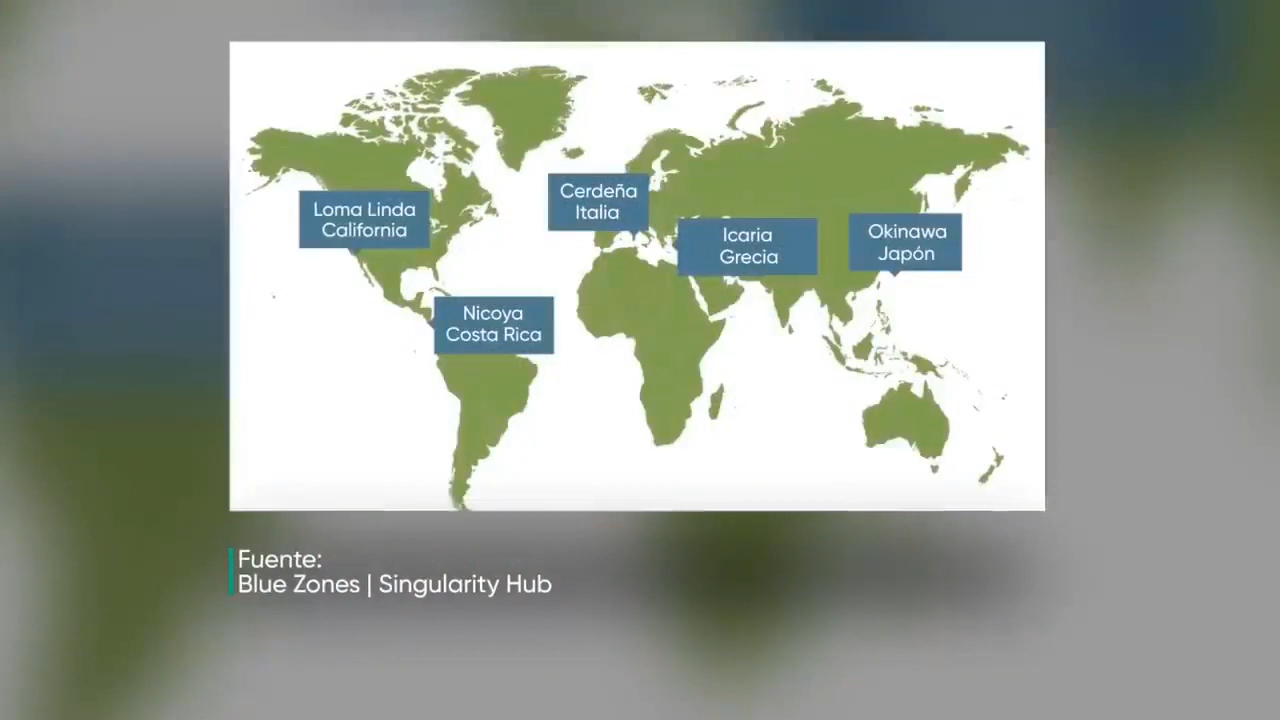 Cerdeña
Italia
Loma Linda
California
Icaria
Grecia
Okinawa
Japón
Nicoya
Costa Rica
Fuente:
Blue Zones | Singularity Hub